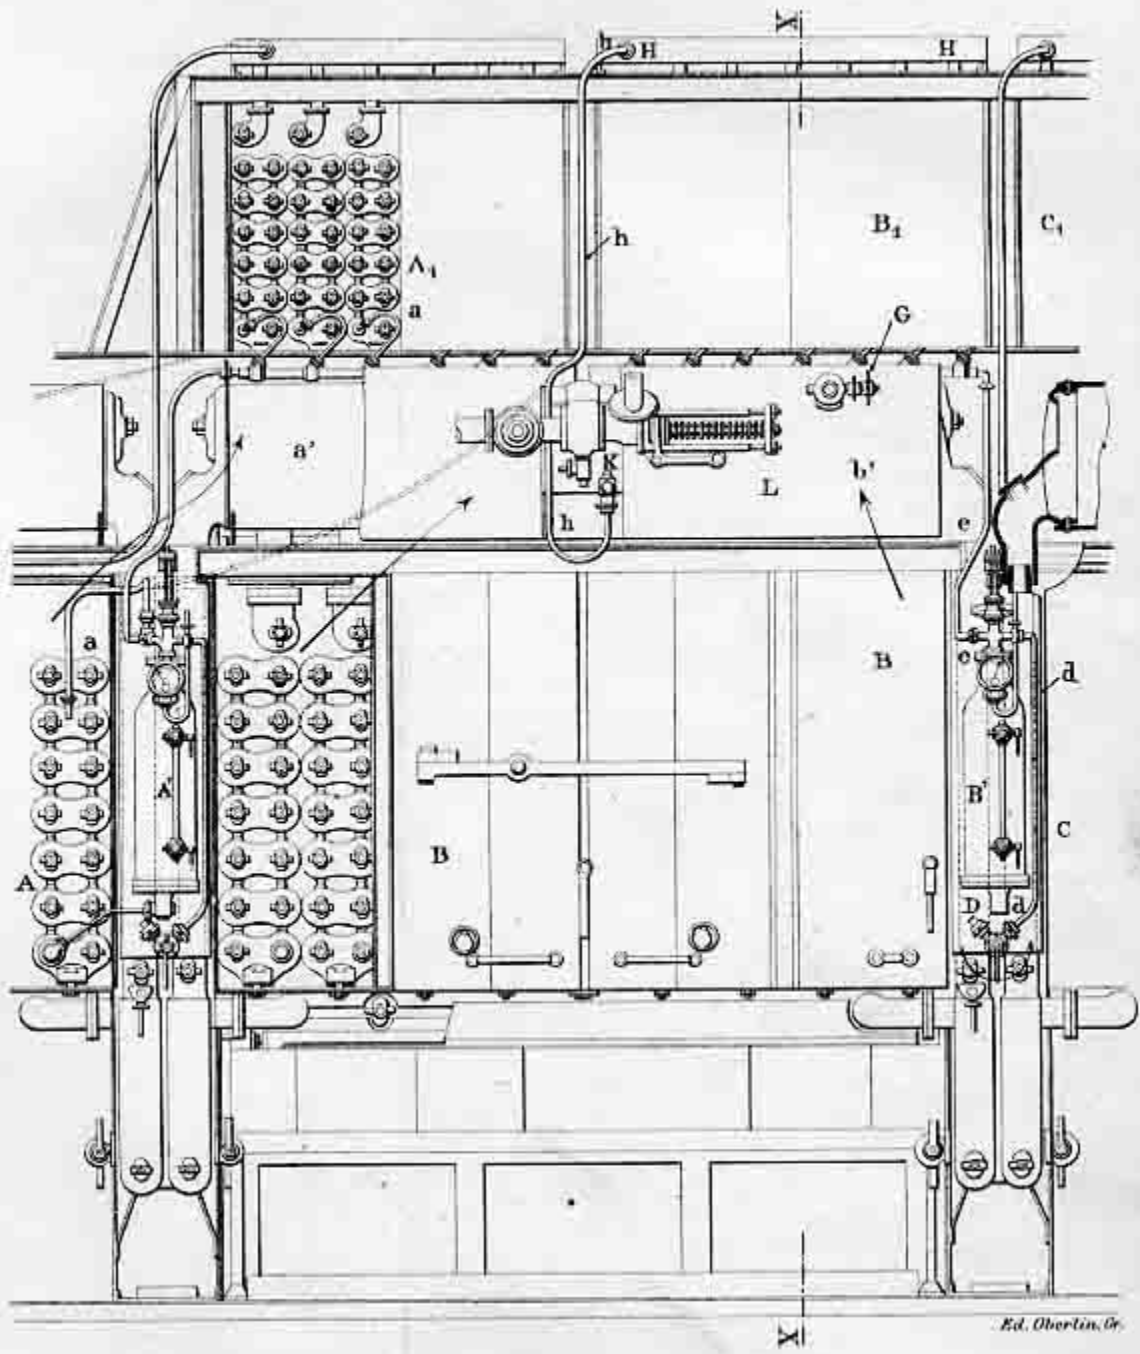 X
h H H
B₁ C₁
h
A₁
a G
a' K
L b'
h e
a B e d
A' B'
B C
A D d
X
Ed. Oberlin. Gr.